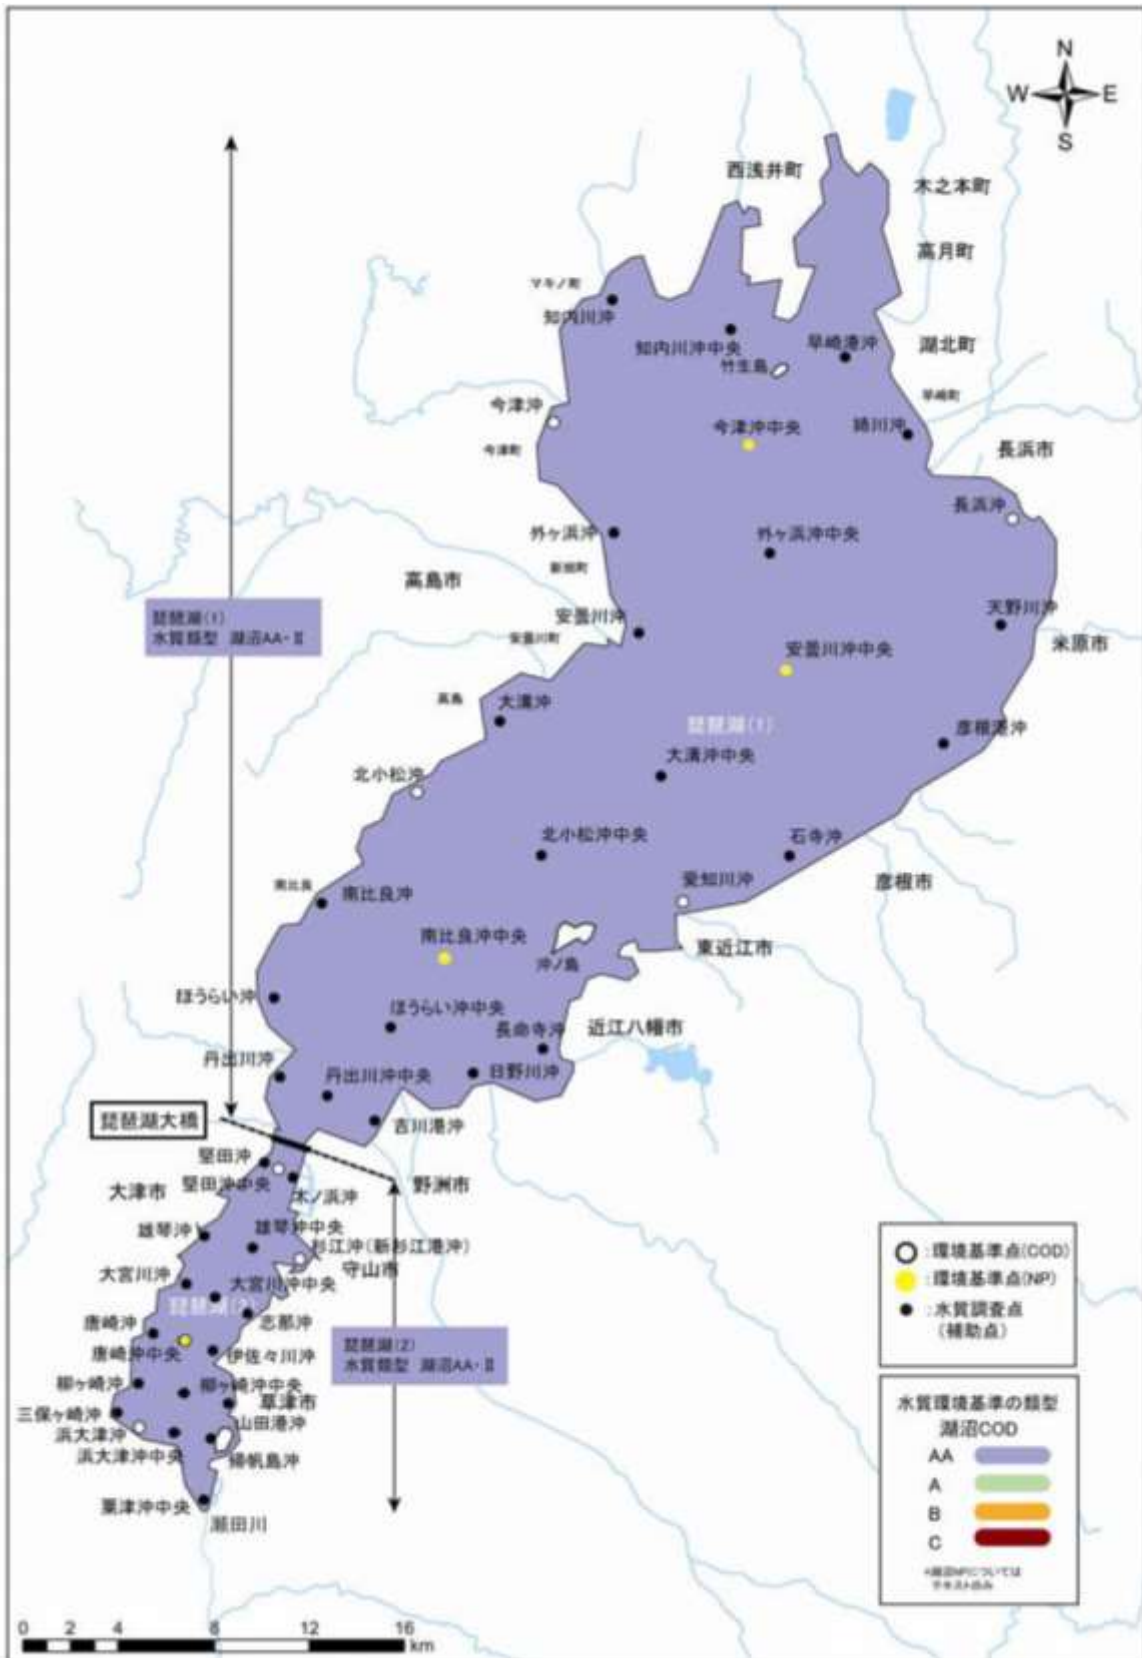 N
W
E
S
西浅井町
木之本町
高月町
マキノ町
知内川沖
知内川沖中央
早崎港沖
湖北町
竹生島
早崎町
今津沖
今津沖中央
姉川沖
今津町
長浜市
長浜沖
外ヶ浜沖
外ヶ浜沖中央
新旭町
高島市
琵琶湖(1)
水質類型 湖沼AA・Ⅱ
安曇川沖
天野川沖
安曇川町
安曇川沖中央
米原市
高島
大溝沖
琵琶湖(1)
彦根港沖
大溝沖中央
北小松沖
北小松沖中央
石寺沖
愛知川沖
彦根市
南比良
南比良沖
南比良沖中央
沖ノ島
東近江市
ほうらい沖
ほうらい沖中央
長命寺沖
近江八幡市
丹出川沖
丹出川沖中央
日野川沖
琵琶湖大橋
吉川港沖
堅田沖
堅田沖中央
木ノ浜沖
大津市
野洲市
雄琴沖
雄琴沖中央
杉江沖(新杉江港沖)
守山市
大宮川沖
大宮川沖中央
琵琶湖(2)
志那沖
唐崎沖
唐崎沖中央
伊佐々川沖
琵琶湖(2)
水質類型 湖沼AA・Ⅱ
柳ヶ崎沖
柳ヶ崎沖中央
草津市
三保ヶ崎沖
山田港沖
浜大津沖
浜大津沖中央
帰帆島沖
粟津沖中央
瀬田川
:環境基準点(COD)
:環境基準点(NP)
:水質調査点
(補助点)
水質環境基準の類型
湖沼COD
AA
A
B
C
*湖沼NPについては
テキストのみ
0 2 4 8 12 16
km